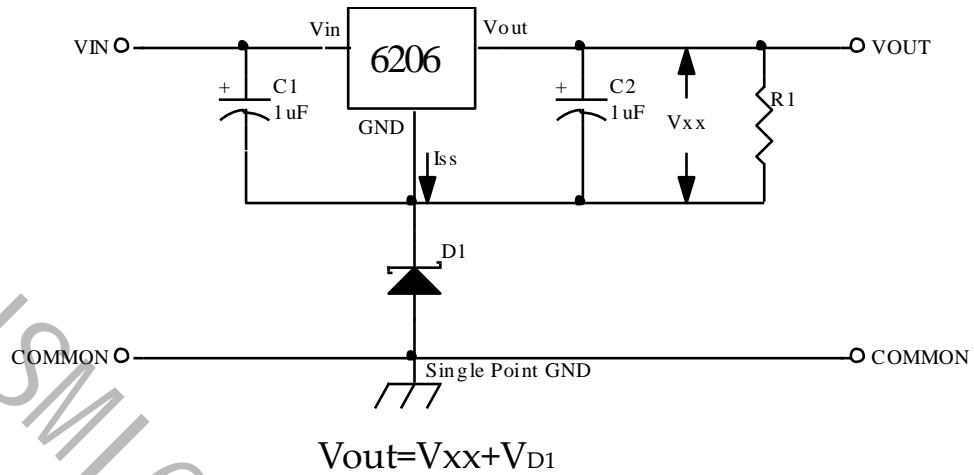 Vin
Vout
VIN
6206
VOUT
+
C1
1uF
+
C2
1uF
Vxx
R1
GND
Iss
D1
COMMON
COMMON
Single Point GND
Vout=Vxx+VD1